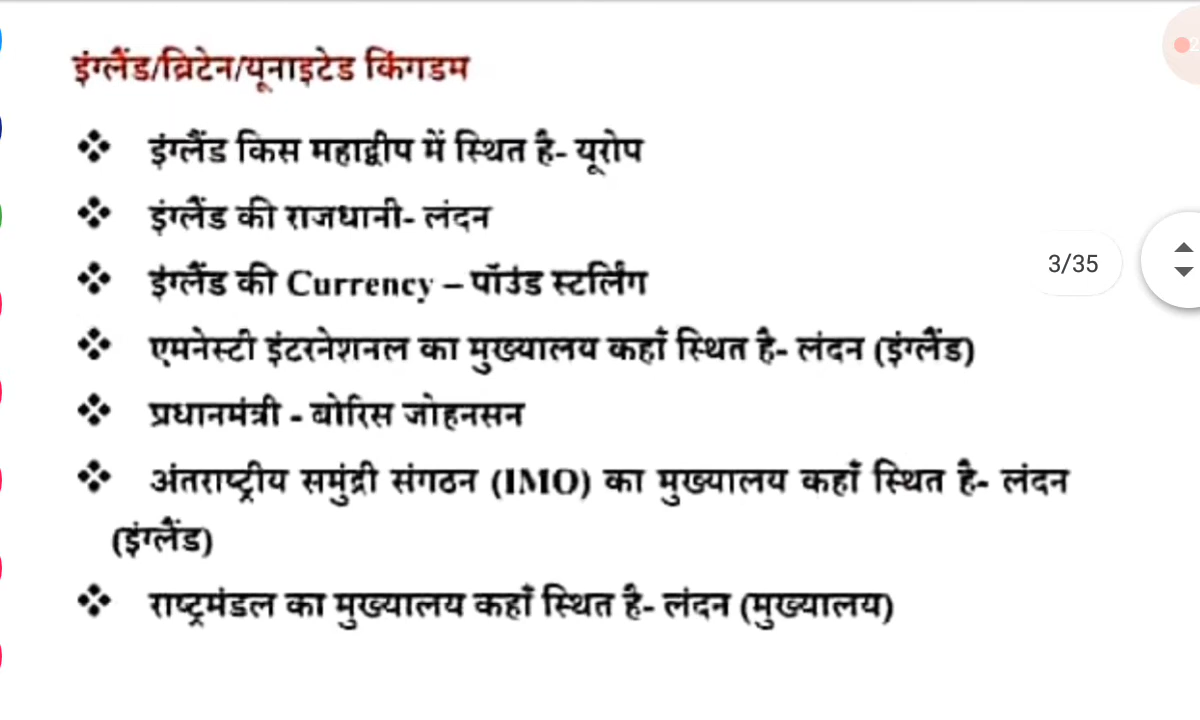 इंग्लैंड/ब्रिटेन/यूनाइटेड किंगडम
❖ इंग्लैंड किस महाद्वीप में स्थित है- यूरोप
❖ इंग्लैंड की राजधानी- लंदन
❖ इंग्लैंड की Currency – पॉउंड स्टर्लिंग
3/35
❖ एमनेस्टी इंटरनेशनल का मुख्यालय कहाँ स्थित है- लंदन (इंग्लैंड)
❖ प्रधानमंत्री - बोरिस जोहनसन
❖ अंतराष्ट्रीय समुंद्री संगठन (IMO) का मुख्यालय कहाँ स्थित है- लंदन
(इंग्लैंड)
❖ राष्ट्रमंडल का मुख्यालय कहाँ स्थित है- लंदन (मुख्यालय)